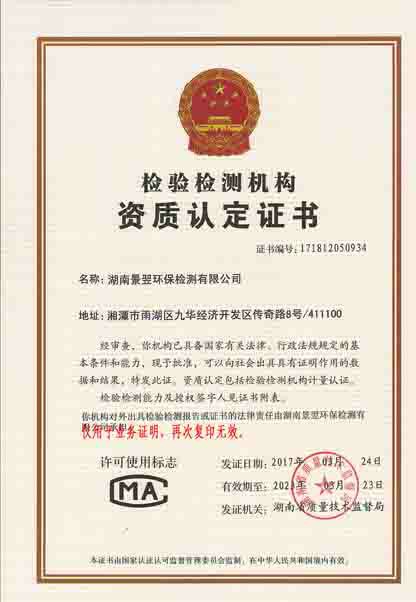 检验检测机构
资质认定证书
证书编号：171812050934
名称：湖南景翌环保检测有限公司
地址：湘潭市雨湖区九华经济开发区传奇路8号/411100
经审查，你机构已具备国家有关法律、行政法规规定的基
本条件和能力，现予批准，可以向社会出具具有证明作用的数
据和结果，特发此证。资质认定包括检验检测机构计量认证。
检验检测能力及授权签字人见证书附表。
你机构对外出具检验检测报告或证书的法律责任由湖南景翌环保检测有
仅用于业务证明，再次复印无效。
许可使用标志
MA
发证日期：2017年03月24日
有效期至：2023年03月23日
发证机关：湖南省质量技术监督局
本证书由国家认证认可监督管理委员会监制，在中华人民共和国境内有效。